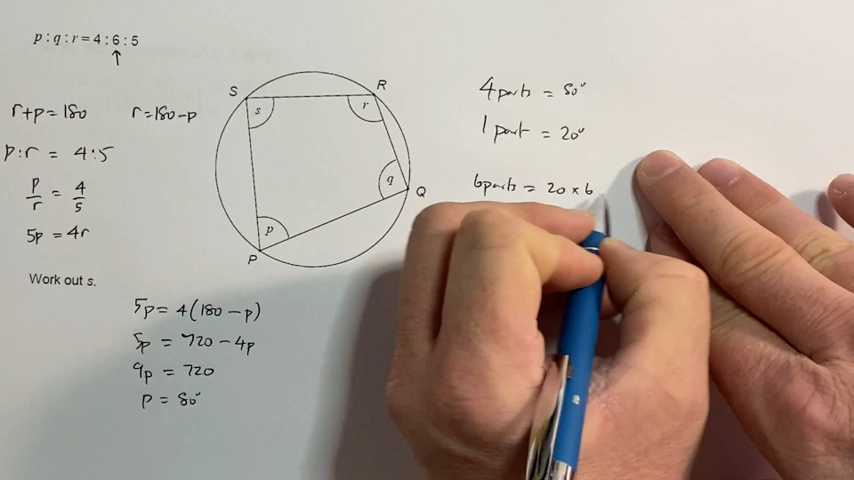 p : q : r = 4 : 6 : 5
r+p = 180
r = 180 - p
p : r = 4 : 5
p/r = 4/5
5p = 4r
S
R
s
r
q
Q
p
P
Work out s.
5p = 4(180 - p)
5p = 720 - 4p
9p = 720
p = 80°
4 parts = 80°
1 part = 20°
6 parts = 20 × 6